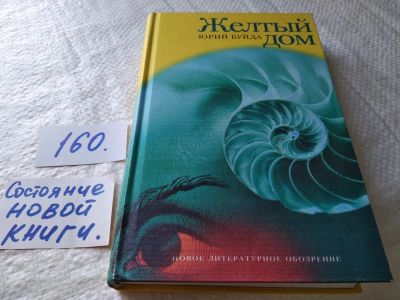 Желтый
ЮРИЙ БУЙДА ДОМ
160.
Состояние
НОВОЙ
КНИГИ.
НОВОЕ ЛИТЕРАТУРНОЕ ОБОЗРЕНИЕ